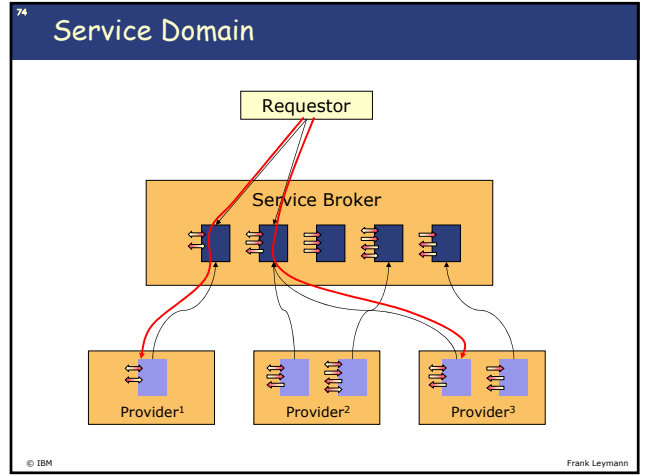 74
Service Domain
Requestor
Service Broker
Provider¹
Provider²
Provider³
© IBM
Frank Leymann